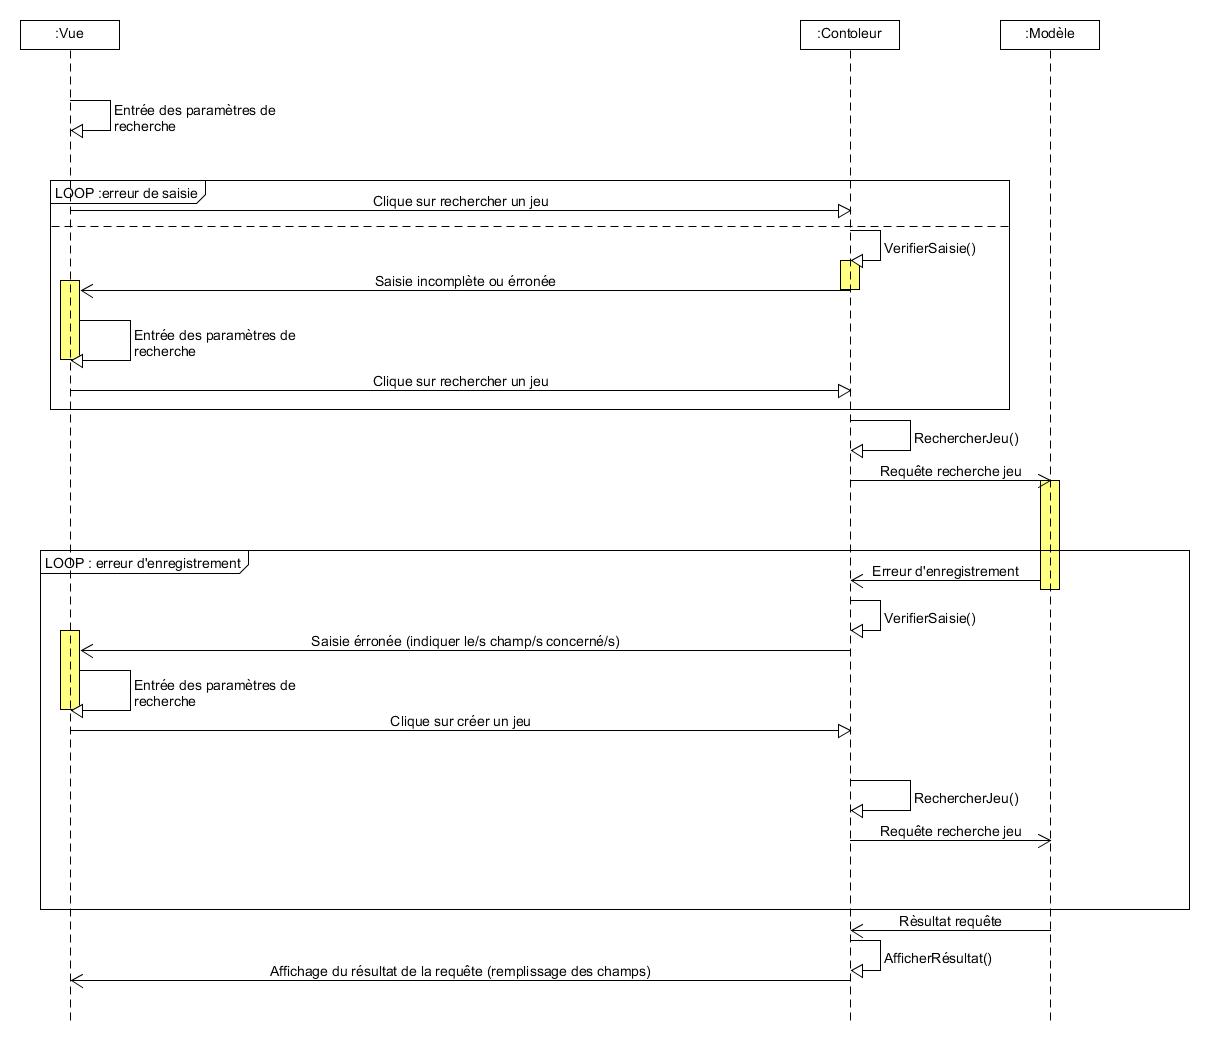 :Vue
:Contoleur
:Modèle
Entrée des paramètres de
recherche
LOOP :erreur de saisie
Clique sur rechercher un jeu
VerifierSaisie()
Saisie incomplète ou érronée
Entrée des paramètres de
recherche
Clique sur rechercher un jeu
RechercherJeu()
Requête recherche jeu
LOOP : erreur d'enregistrement
Erreur d'enregistrement
VerifierSaisie()
Saisie érronée (indiquer le/s champ/s concerné/s)
Entrée des paramètres de
recherche
Clique sur créer un jeu
RechercherJeu()
Requête recherche jeu
Rèsultat requête
AfficherRésultat()
Affichage du résultat de la requête (remplissage des champs)